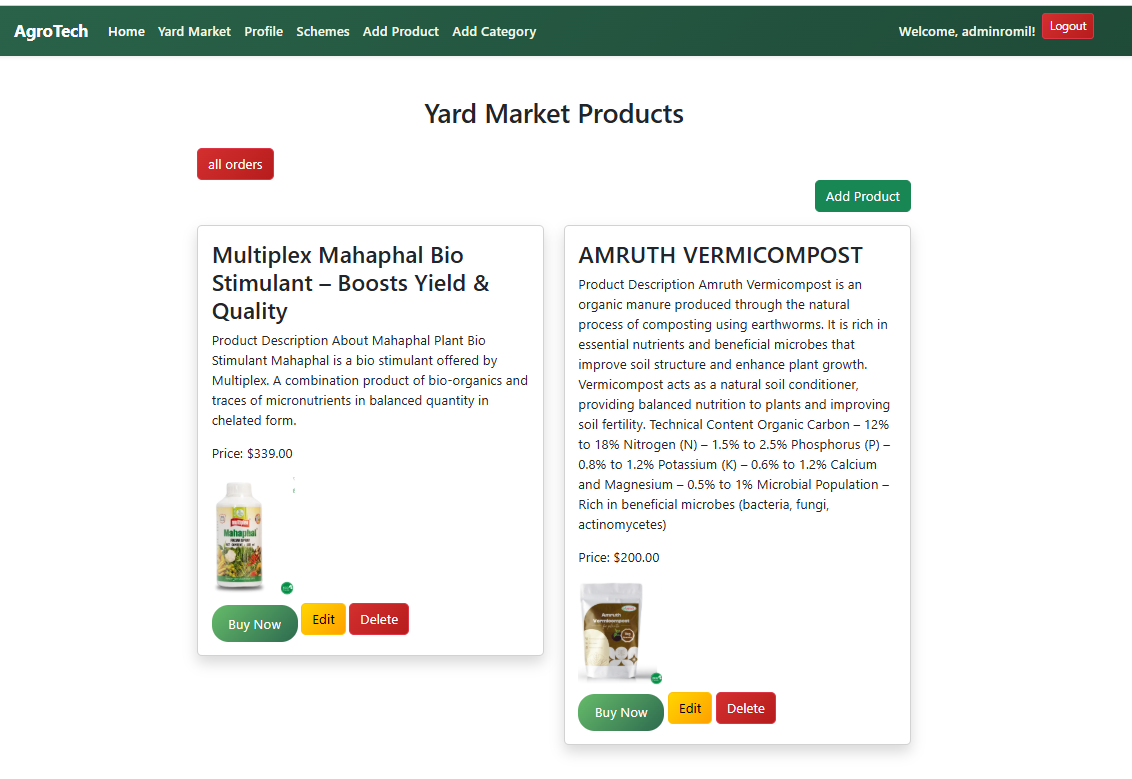 AgroTech Home Yard Market Profile Schemes Add Product Add Category Welcome, adminromil! Logout
Yard Market Products
all orders
Add Product
Multiplex Mahaphal Bio
Stimulant – Boosts Yield &
Quality
Product Description About Mahaphal Plant Bio
Stimulant Mahaphal is a bio stimulant offered by
Multiplex. A combination product of bio-organics and
traces of micronutrients in balanced quantity in
chelated form.
Price: $339.00
Mahaphal
Buy Now Edit Delete
AMRUTH VERMICOMPOST
Product Description Amruth Vermicompost is an
organic manure produced through the natural
process of composting using earthworms. It is rich in
essential nutrients and beneficial microbes that
improve soil structure and enhance plant growth.
Vermicompost acts as a natural soil conditioner,
providing balanced nutrition to plants and improving
soil fertility. Technical Content Organic Carbon – 12%
to 18% Nitrogen (N) – 1.5% to 2.5% Phosphorus (P) –
0.8% to 1.2% Potassium (K) – 0.6% to 1.2% Calcium
and Magnesium – 0.5% to 1% Microbial Population –
Rich in beneficial microbes (bacteria, fungi,
actinomycetes)
Price: $200.00
Amruth
Vermicompost
Buy Now Edit Delete